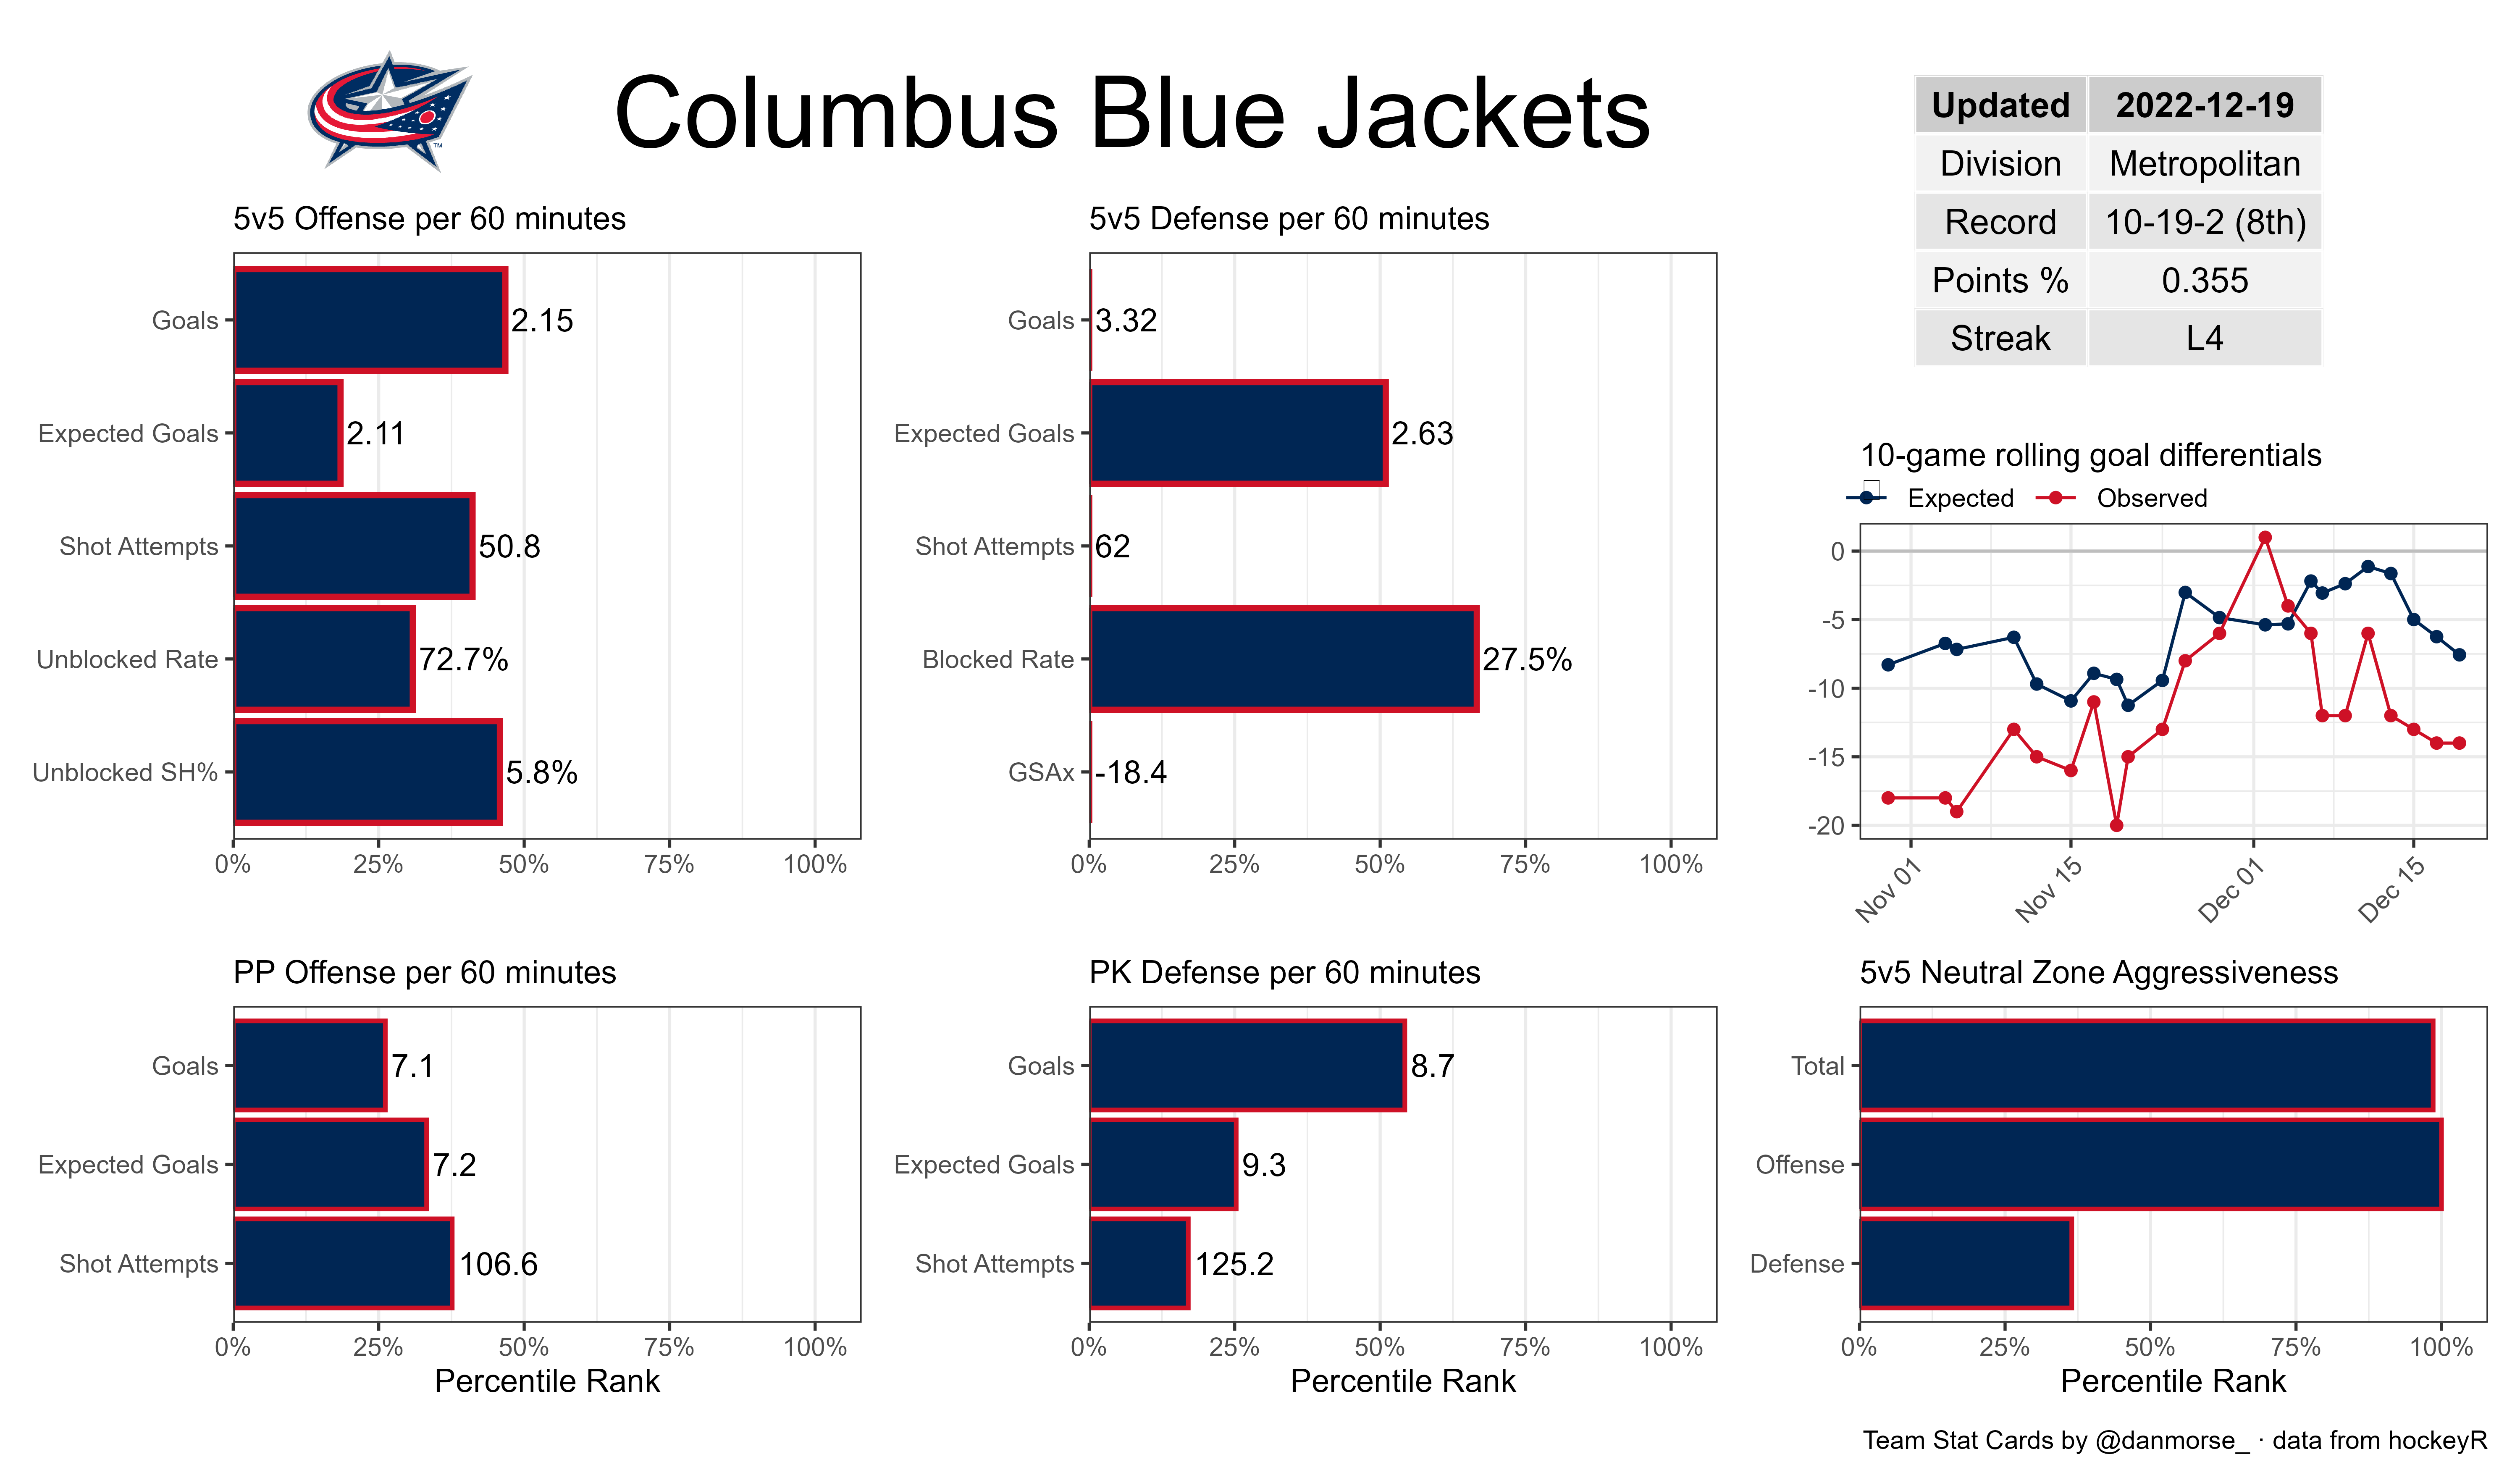 Columbus Blue Jackets
TM
Updated 2022-12-19
Division Metropolitan
Record 10-19-2 (8th)
Points % 0.355
Streak L4
5v5 Offense per 60 minutes
Goals 2.15
Expected Goals 2.11
Shot Attempts 50.8
Unblocked Rate 72.7%
Unblocked SH% 5.8%
0% 25% 50% 75% 100%
5v5 Defense per 60 minutes
Goals 3.32
Expected Goals 2.63
Shot Attempts 62
Blocked Rate 27.5%
GSAx -18.4
0% 25% 50% 75% 100%
10-game rolling goal differentials
Expected Observed
0
-5
-10
-15
-20
Nov 01 Nov 15 Dec 01 Dec 15
PP Offense per 60 minutes
Goals 7.1
Expected Goals 7.2
Shot Attempts 106.6
0% 25% 50% 75% 100%
Percentile Rank
PK Defense per 60 minutes
Goals 8.7
Expected Goals 9.3
Shot Attempts 125.2
0% 25% 50% 75% 100%
Percentile Rank
5v5 Neutral Zone Aggressiveness
Total
Offense
Defense
0% 25% 50% 75% 100%
Percentile Rank
Team Stat Cards by @danmorse_ · data from hockeyR